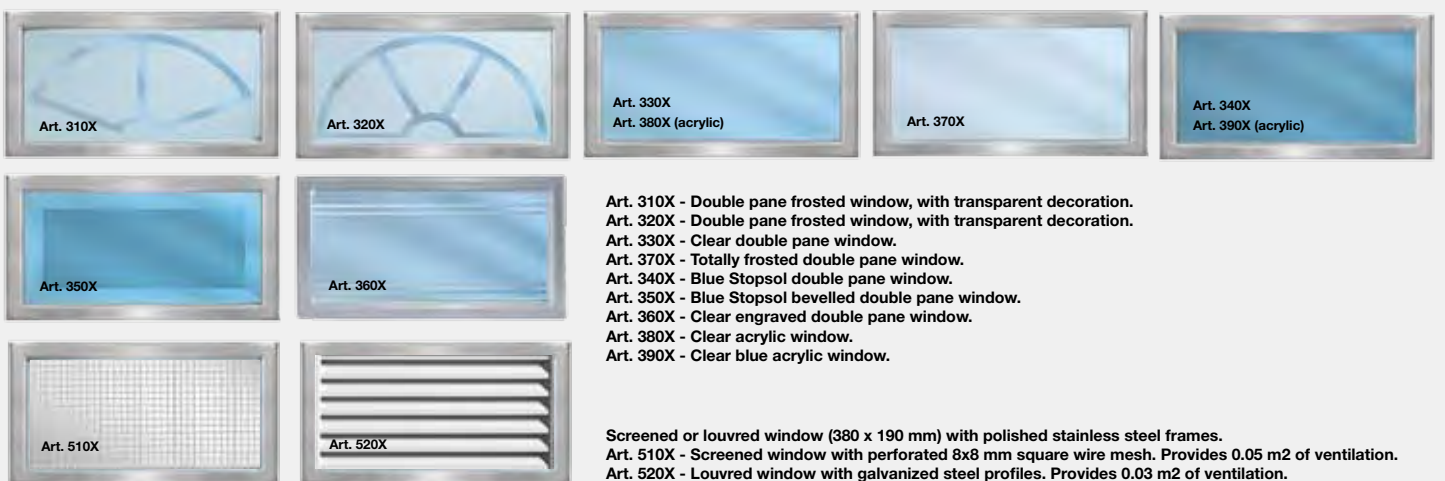 Art. 310X
Art. 320X
Art. 330X
Art. 380X (acrylic)
Art. 370X
Art. 340X
Art. 390X (acrylic)
Art. 350X
Art. 360X
Art. 310X - Double pane frosted window, with transparent decoration.
Art. 320X - Double pane frosted window, with transparent decoration.
Art. 330X - Clear double pane window.
Art. 370X - Totally frosted double pane window.
Art. 340X - Blue Stopsol double pane window.
Art. 350X - Blue Stopsol bevelled double pane window.
Art. 360X - Clear engraved double pane window.
Art. 380X - Clear acrylic window.
Art. 390X - Clear blue acrylic window.
Art. 510X
Art. 520X
Screened or louvred window (380 x 190 mm) with polished stainless steel frames.
Art. 510X - Screened window with perforated 8x8 mm square wire mesh. Provides 0.05 m2 of ventilation.
Art. 520X - Louvred window with galvanized steel profiles. Provides 0.03 m2 of ventilation.